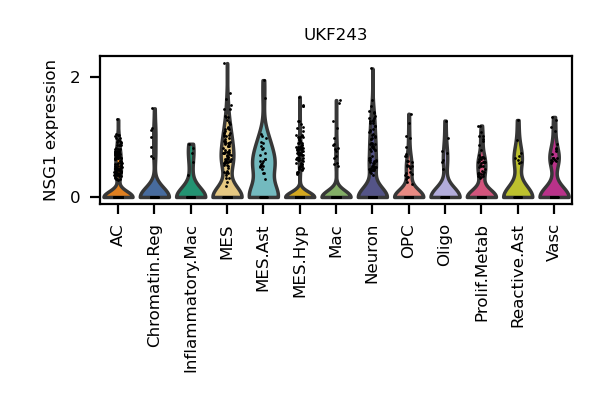 UKF243
NSG1 expression
2
0
AC
Chromatin.Reg
Inflammatory.Mac
MES
MES.Ast
MES.Hyp
Mac
Neuron
OPC
Oligo
Prolif.Metab
Reactive.Ast
Vasc